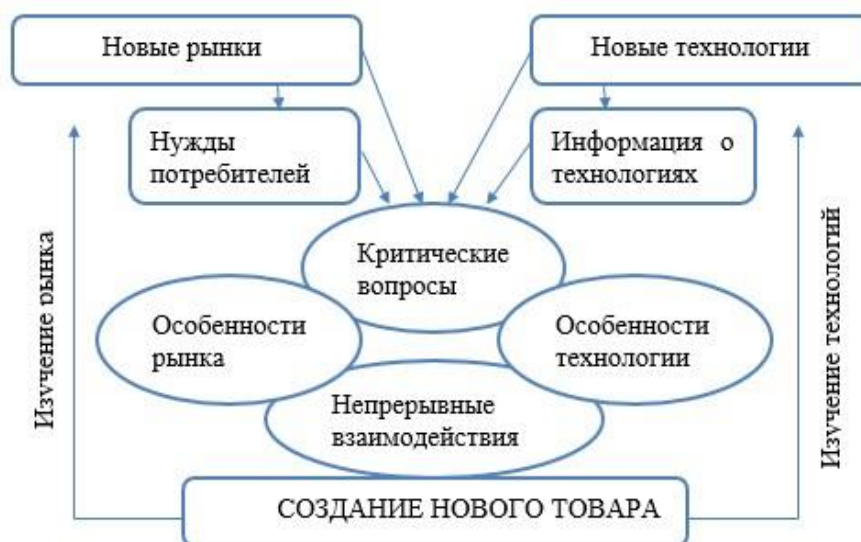 Новые рынки
Новые технологии
Нужды
потребителей
Информация о
технологиях
Критические
вопросы
Особенности
рынка
Особенности
технологии
Непрерывные
взаимодействия
СОЗДАНИЕ НОВОГО ТОВАРА
Изучение рынка
Изучение технологий